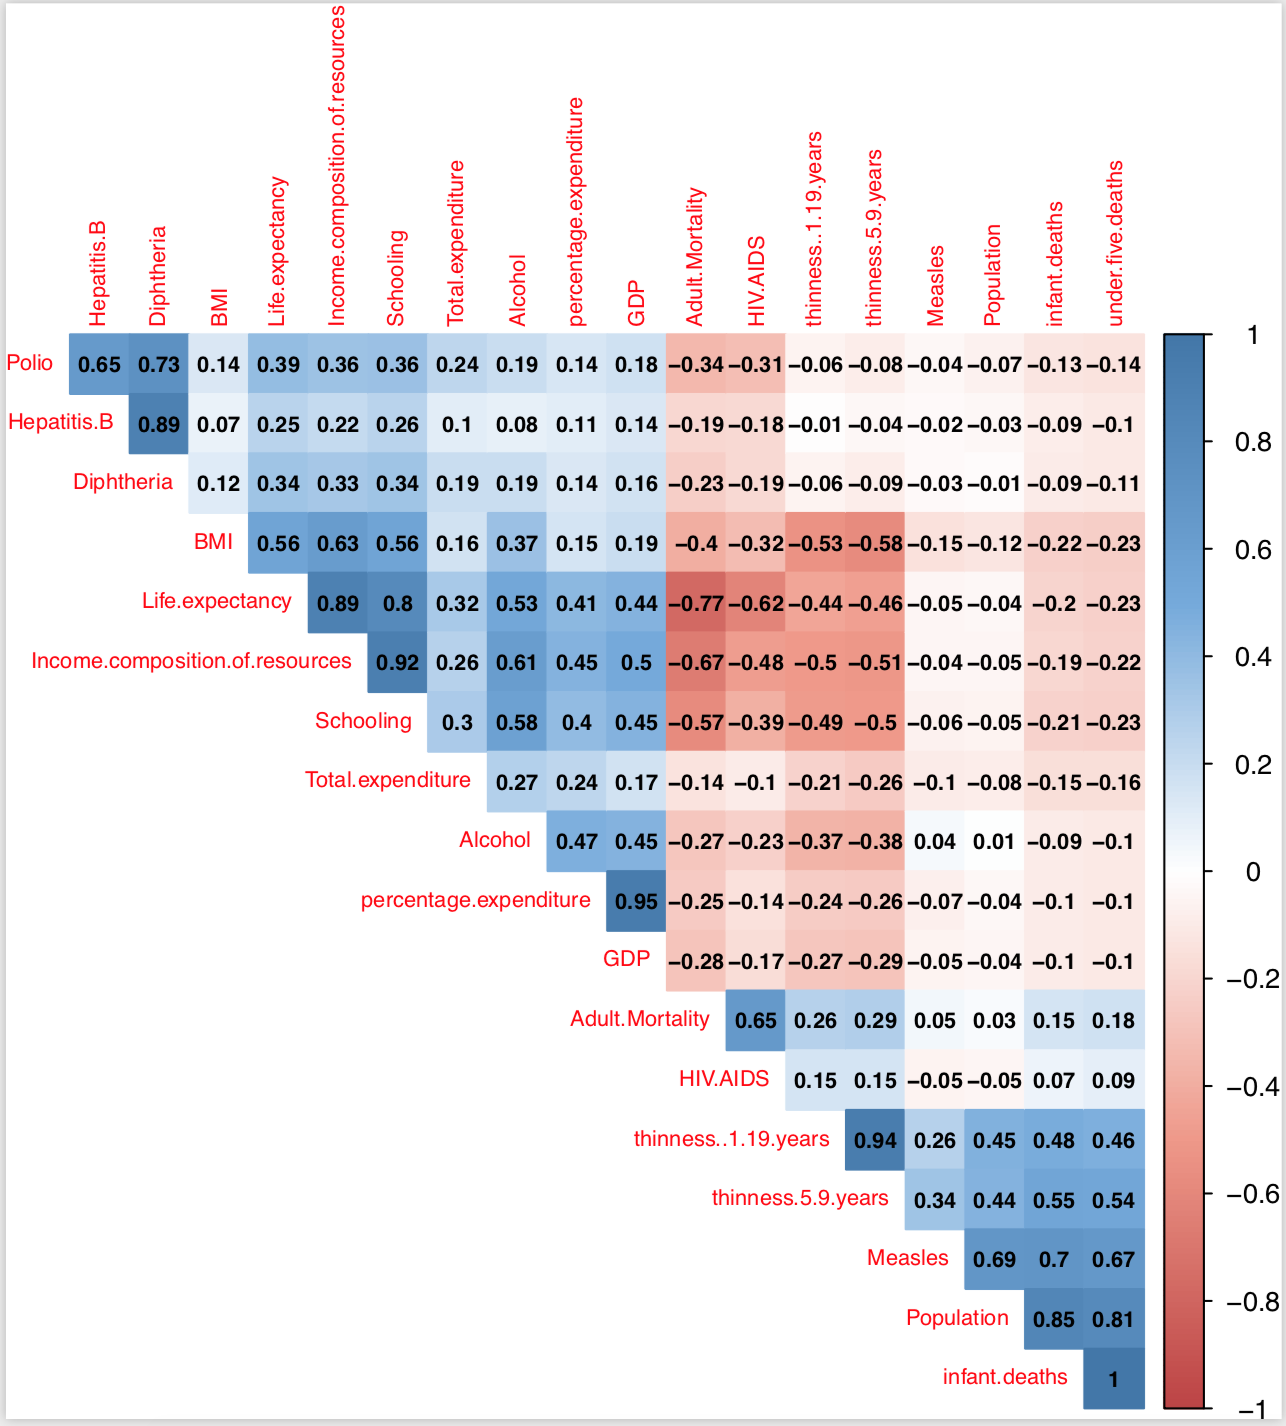 Hepatitis.B
Diphtheria
BMI
Life.expectancy
Income.composition.of.resources
Schooling
Total.expenditure
Alcohol
percentage.expenditure
GDP
Adult.Mortality
HIV.AIDS
thinness..1.19.years
thinness.5.9.years
Measles
Population
infant.deaths
under.five.deaths
Polio 0.65 0.73 0.14 0.39 0.36 0.36 0.24 0.19 0.14 0.18 −0.34 −0.31 −0.06 −0.08 −0.04 −0.07 −0.13 −0.14
Hepatitis.B 0.89 0.07 0.25 0.22 0.26 0.1 0.08 0.11 0.14 −0.19 −0.18 −0.01 −0.04 −0.02 −0.03 −0.09 −0.1
Diphtheria 0.12 0.34 0.33 0.34 0.19 0.19 0.14 0.16 −0.23 −0.19 −0.06 −0.09 −0.03 −0.01 −0.09 −0.11
BMI 0.56 0.63 0.56 0.16 0.37 0.15 0.19 −0.4 −0.32 −0.53 −0.58 −0.15 −0.12 −0.22 −0.23
Life.expectancy 0.89 0.8 0.32 0.53 0.41 0.44 −0.77 −0.62 −0.44 −0.46 −0.05 −0.04 −0.2 −0.23
Income.composition.of.resources 0.92 0.26 0.61 0.45 0.5 −0.67 −0.48 −0.5 −0.51 −0.04 −0.05 −0.19 −0.22
Schooling 0.3 0.58 0.4 0.45 −0.57 −0.39 −0.49 −0.5 −0.06 −0.05 −0.21 −0.23
Total.expenditure 0.27 0.24 0.17 −0.14 −0.1 −0.21 −0.26 −0.1 −0.08 −0.15 −0.16
Alcohol 0.47 0.45 −0.27 −0.23 −0.37 −0.38 0.04 0.01 −0.09 −0.1
percentage.expenditure 0.95 −0.25 −0.14 −0.24 −0.26 −0.07 −0.04 −0.1 −0.1
GDP −0.28 −0.17 −0.27 −0.29 −0.05 −0.04 −0.1 −0.1
Adult.Mortality 0.65 0.26 0.29 0.05 0.03 0.15 0.18
HIV.AIDS 0.15 0.15 −0.05 −0.05 0.07 0.09
thinness..1.19.years 0.94 0.26 0.45 0.48 0.46
thinness.5.9.years 0.34 0.44 0.55 0.54
Measles 0.69 0.7 0.67
Population 0.85 0.81
infant.deaths 1
1
0.8
0.6
0.4
0.2
0
−0.2
−0.4
−0.6
−0.8
−1